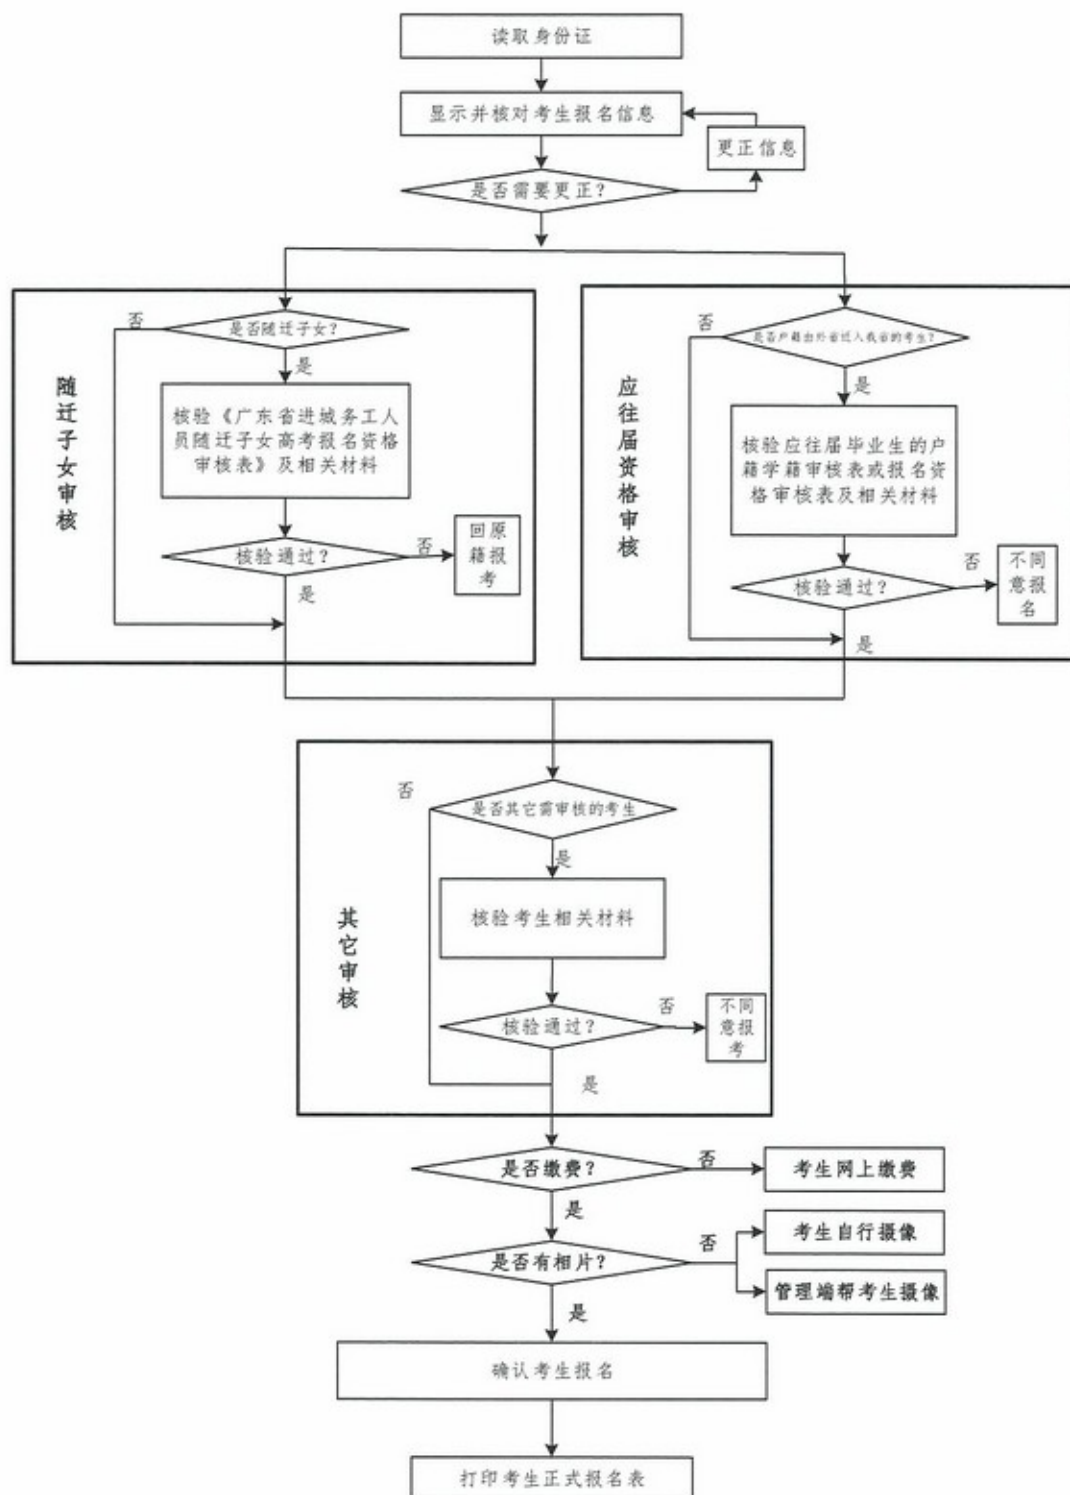 读取身份证
显示并核对考生报名信息
更正信息
是否需要更正？
随迁子女审核
否
是否随迁子女？
是
核验《广东省进城务工人
员随迁子女高考报名资格
审核表》及相关材料
核验通过？
否
回原
籍报
考
是
应往届资格审核
否
是否户籍由外省迁入我省的考生？
是
核验应往届毕业生的户
籍学籍审核表或报名资
格审核表及相关材料
核验通过？
否
不同
意报
名
是
其它审核
否
是否其它需审核的考生
是
核验考生相关材料
核验通过？
否
不同
意报
考
是
是否缴费？
否
考生网上缴费
是
是否有相片？
否
考生自行摄像
管理端帮考生摄像
是
确认考生报名
打印考生正式报名表